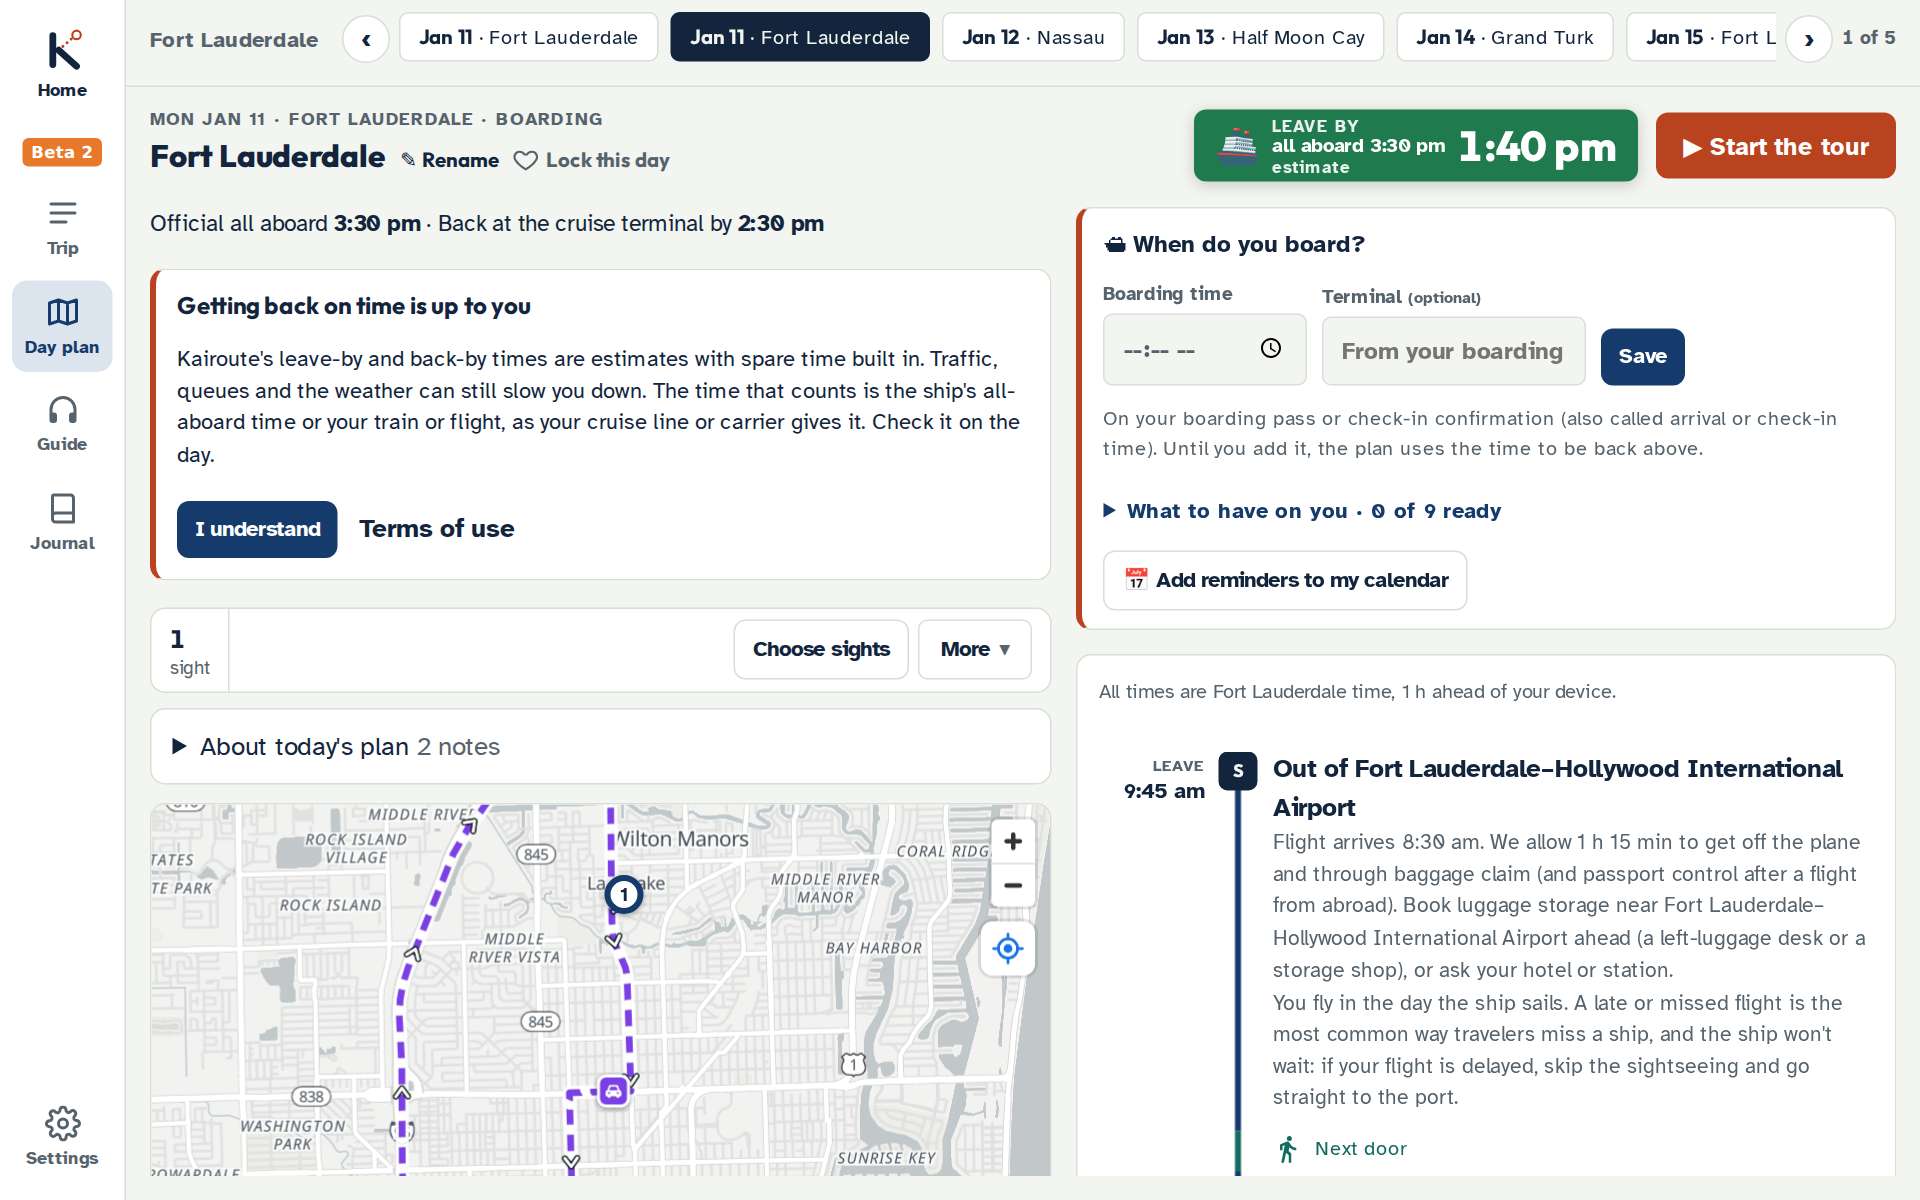 Home
Beta 2
Trip
Day plan
Guide
Journal
Settings
Fort Lauderdale
‹
Jan 11 · Fort Lauderdale
Jan 11 · Fort Lauderdale
Jan 12 · Nassau
Jan 13 · Half Moon Cay
Jan 14 · Grand Turk
Jan 15 · Fort L
›
1 of 5
MON JAN 11 · FORT LAUDERDALE · BOARDING
Fort Lauderdale
✎ Rename
Lock this day
LEAVE BY
all aboard 3:30 pm
estimate
1:40 pm
▶ Start the tour
Official all aboard 3:30 pm · Back at the cruise terminal by 2:30 pm
Getting back on time is up to you
Kairoute's leave-by and back-by times are estimates with spare time built in. Traffic,
queues and the weather can still slow you down. The time that counts is the ship's all-
aboard time or your train or flight, as your cruise line or carrier gives it. Check it on the
day.
I understand
Terms of use
1
sight
Choose sights
More ▾
▶ About today's plan 2 notes
MIDDLE RIVER
ROCK ISLAND
VILLAGE
845
Wilton Manors
CORAL RIDG
TATES
TE PARK
ROCK ISLAND
1
MIDDLE RIVER
MANOR
MIDDLE
RIVER VISTA
BAY HARBOR
845
1
838
WASHINGTON
PARK
SUNRISE KEY
+
−
When do you board?
Boarding time
Terminal (optional)
--:-- --
From your boarding
Save
On your boarding pass or check-in confirmation (also called arrival or check-in
time). Until you add it, the plan uses the time to be back above.
▶ What to have on you · 0 of 9 ready
Add reminders to my calendar
All times are Fort Lauderdale time, 1 h ahead of your device.
LEAVE
9:45 am
S
Out of Fort Lauderdale–Hollywood International
Airport
Flight arrives 8:30 am. We allow 1 h 15 min to get off the plane
and through baggage claim (and passport control after a flight
from abroad). Book luggage storage near Fort Lauderdale–
Hollywood International Airport ahead (a left-luggage desk or a
storage shop), or ask your hotel or station.
You fly in the day the ship sails. A late or missed flight is the
most common way travelers miss a ship, and the ship won't
wait: if your flight is delayed, skip the sightseeing and go
straight to the port.
Next door